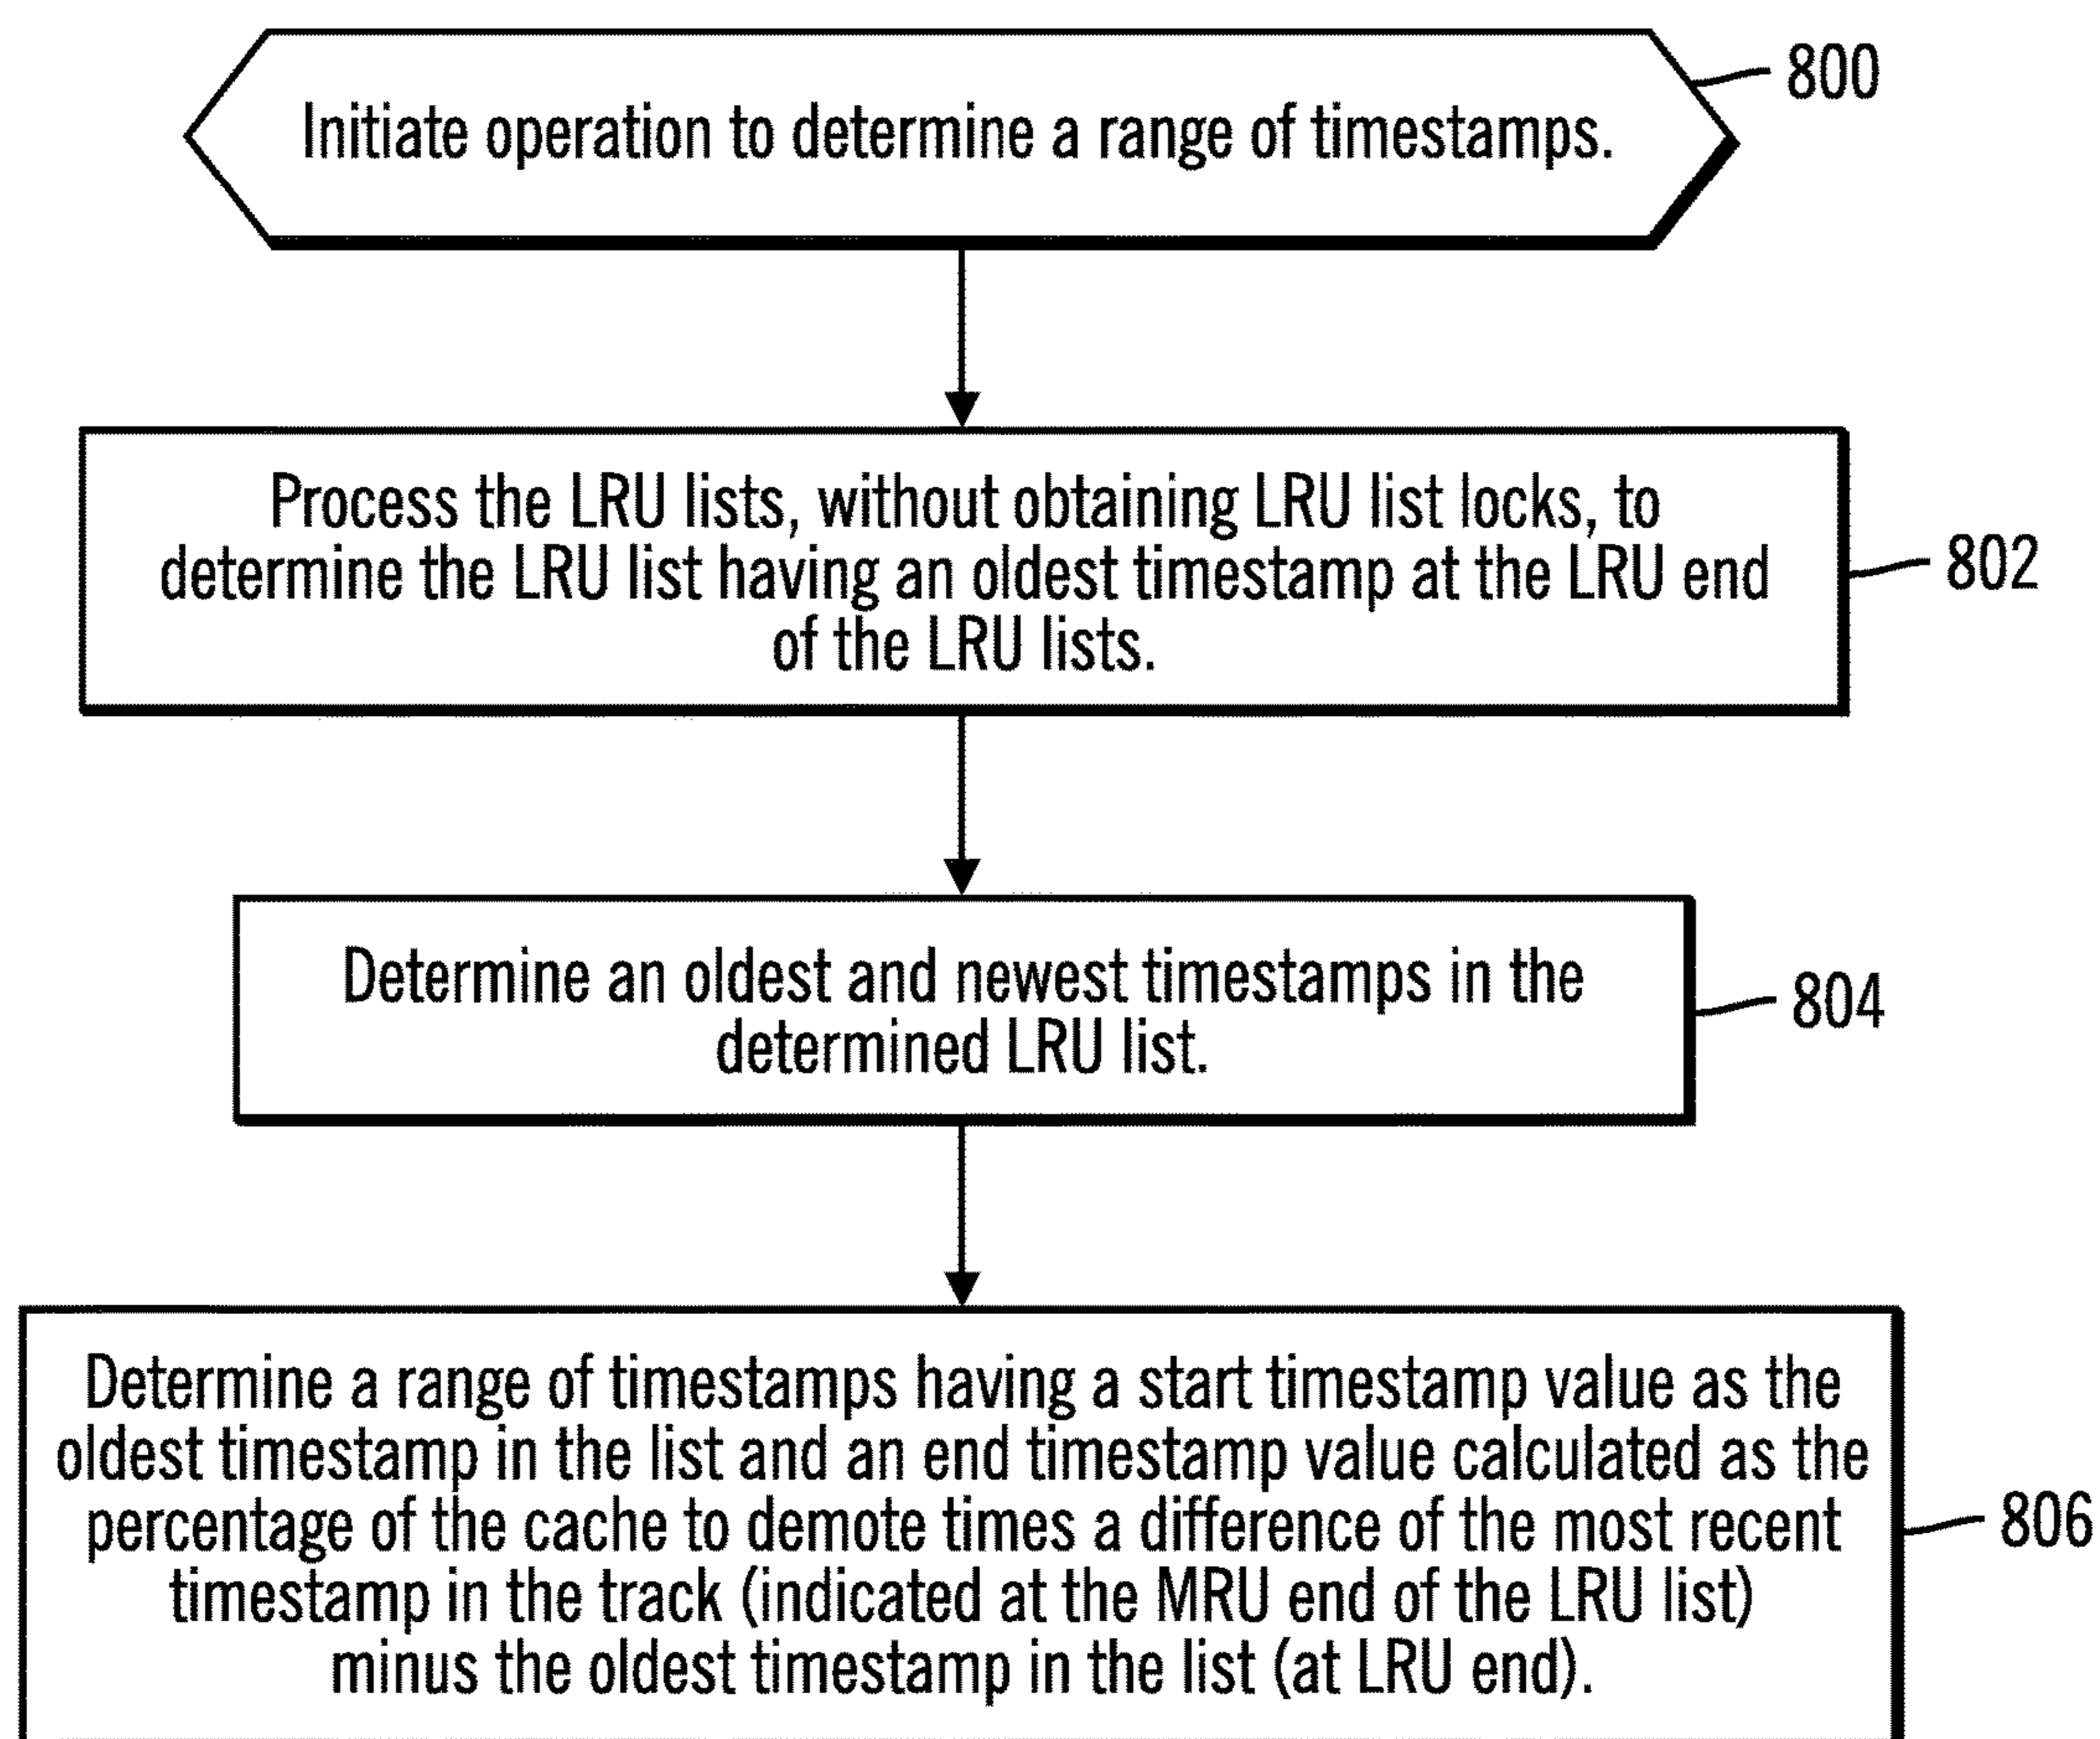 Initiate operation to determine a range of timestamps.
800
Process the LRU lists, without obtaining LRU list locks, to
determine the LRU list having an oldest timestamp at the LRU end
of the LRU lists.
802
Determine an oldest and newest timestamps in the
determined LRU list.
804
Determine a range of timestamps having a start timestamp value as the
oldest timestamp in the list and an end timestamp value calculated as the
percentage of the cache to demote times a difference of the most recent
timestamp in the track (indicated at the MRU end of the LRU list)
minus the oldest timestamp in the list (at LRU end).
806